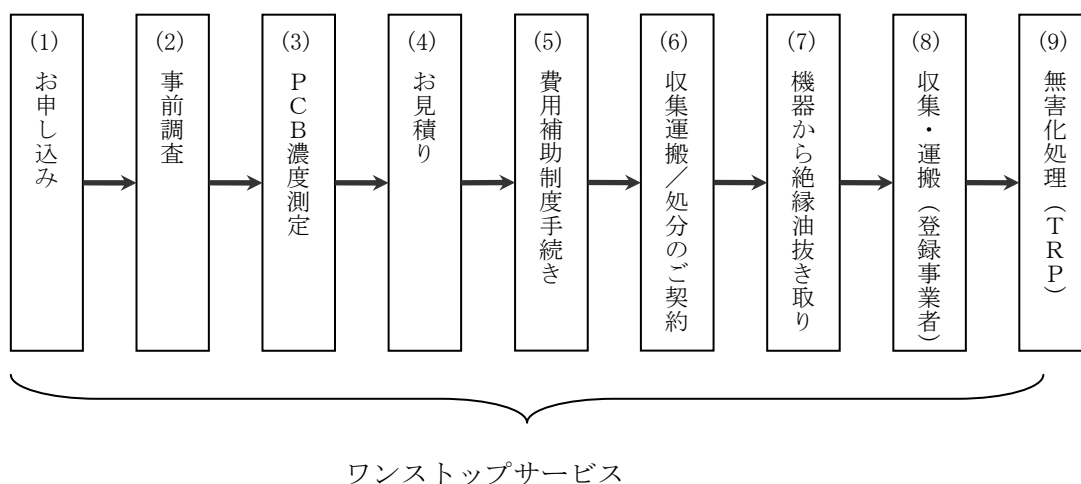 (1)
お申し込み
(2)
事前調査
(3)
ＰＣＢ濃度測定
(4)
お見積り
(5)
費用補助制度手続き
(6)
収集運搬／処分のご契約
(7)
機器から絶縁油抜き取り
(8)
収集・運搬（登録事業者）
(9)
無害化処理（ＴＲＰ）
ワンストップサービス